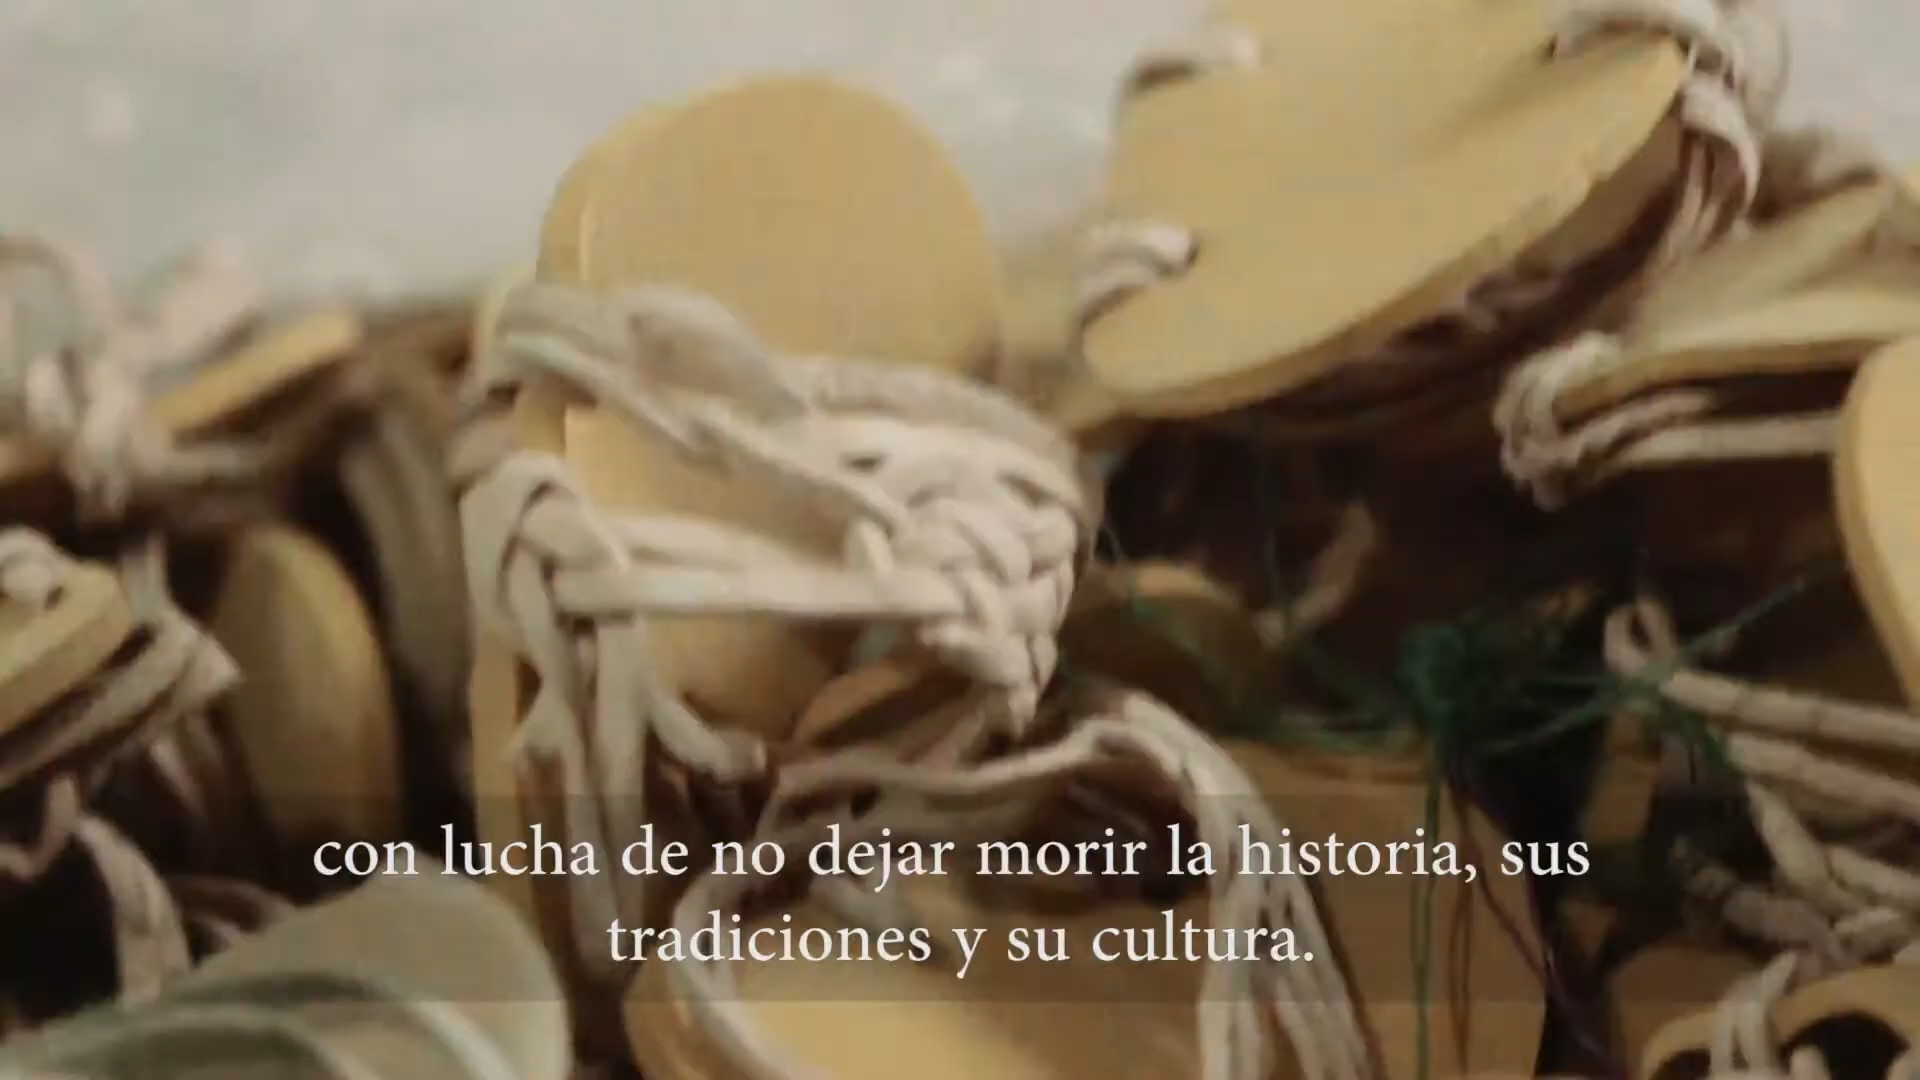 con lucha de no dejar morir la historia, sus
tradiciones y su cultura.